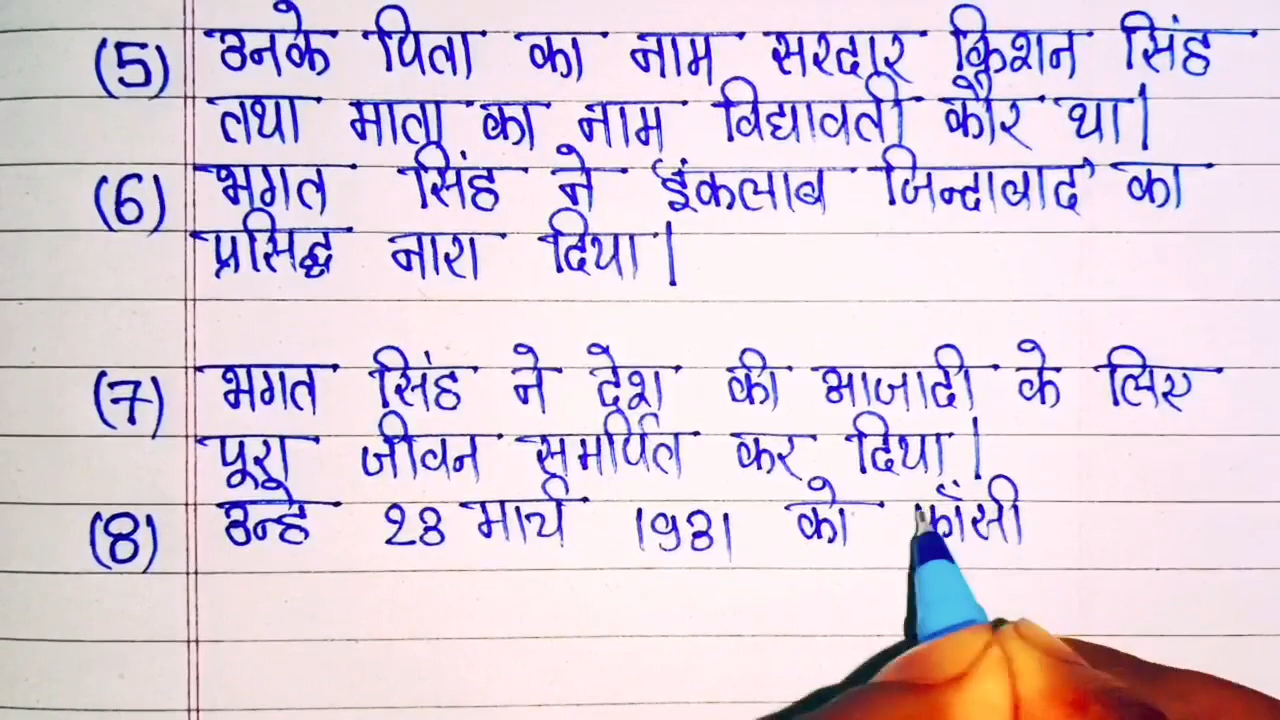 (5) उनके पिता का नाम सरदार किशन सिंह
तथा माता का नाम विद्यावती कौर था।
(6) भगत सिंह ने 'इंकलाब जिन्दाबाद' का
प्रसिद्ध नारा दिया।
(7) भगत सिंह ने देश की आजादी के लिए
पूरा जीवन समर्पित कर दिया।
(8) उन्हे 23 मार्च 1931 को फाँसी